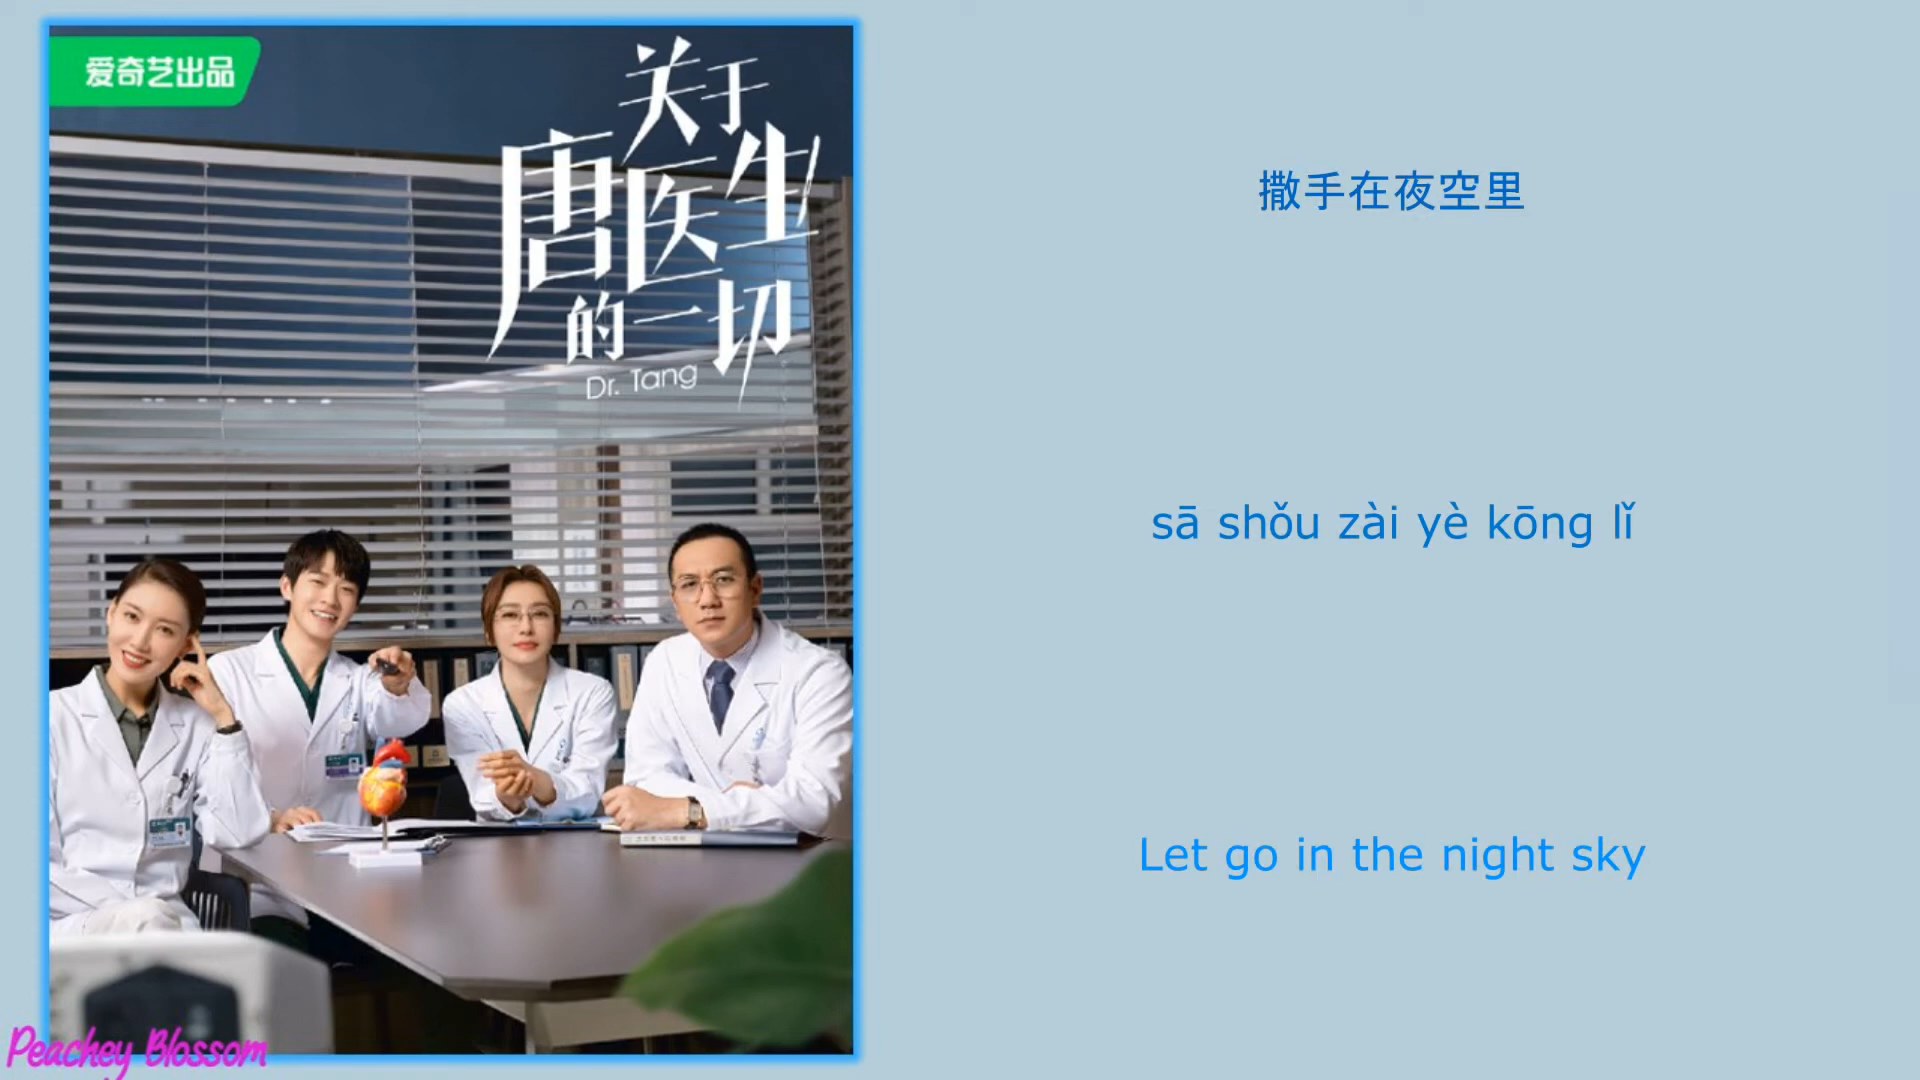 爱奇艺出品
关于
唐医生
的一切
Dr. Tang
撒手在夜空里
sā shǒu zài yè kōng lǐ
Let go in the night sky
Peachey Blossom